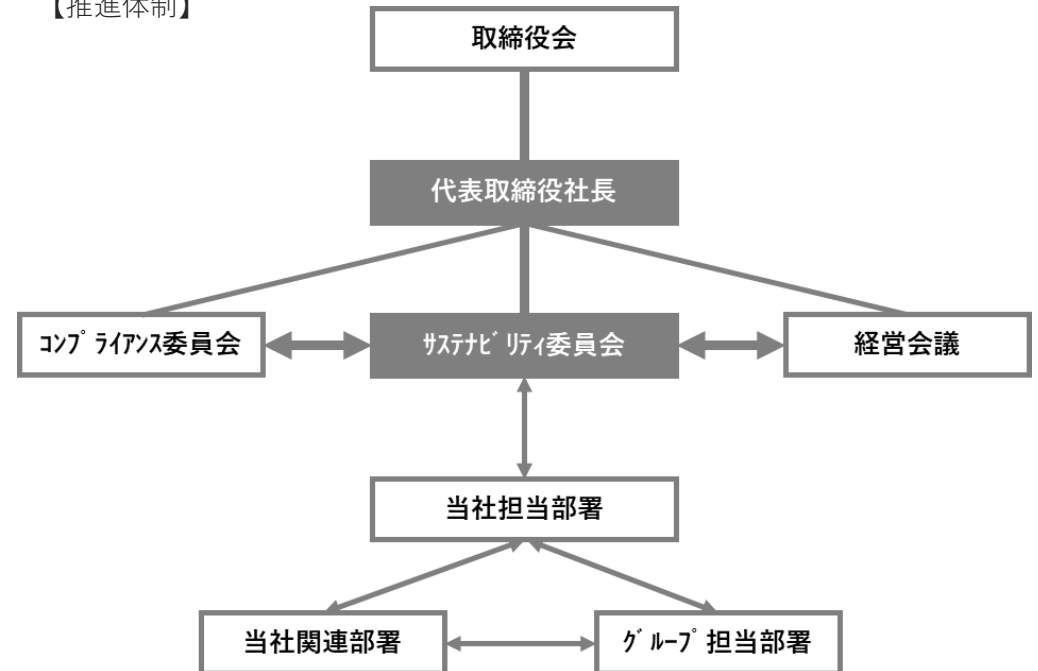 【推進体制】
取締役会
代表取締役社長
ｺﾝﾌﾟﾗｲｱﾝｽ委員会
ｻｽﾃﾅﾋﾞﾘﾃｨ委員会
経営会議
当社担当部署
当社関連部署
ｸﾞﾙｰﾌﾟ担当部署